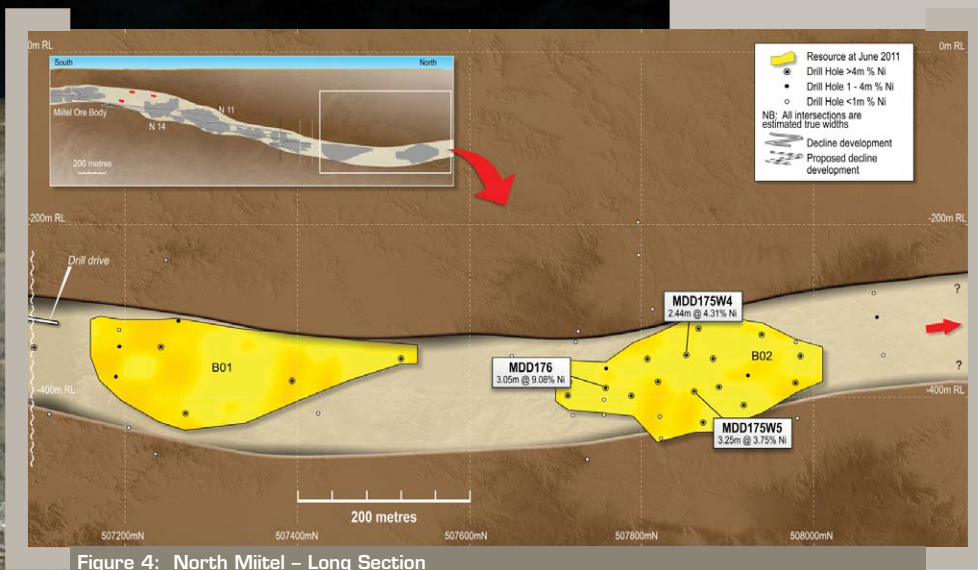 0m RL
0m RL
South
North
Miitel Ore Body
N 11
N 14
200 metres
Resource at June 2011
Drill Hole >4m % Ni
Drill Hole 1 - 4m % Ni
Drill Hole <1m % Ni
NB: All intersections are
estimated true widths
Decline development
Proposed decline
development
-200m RL
-200m RL
Drill drive
?
MDD175W4
2.44m @ 4.31% Ni
B01
MDD176
3.05m @ 9.08% Ni
B02
?
-400m RL
-400m RL
MDD175W5
3.25m @ 3.75% Ni
200 metres
507200mN
507400mN
507600mN
507800mN
508000mN
Figure 4: North Miitel – Long Section